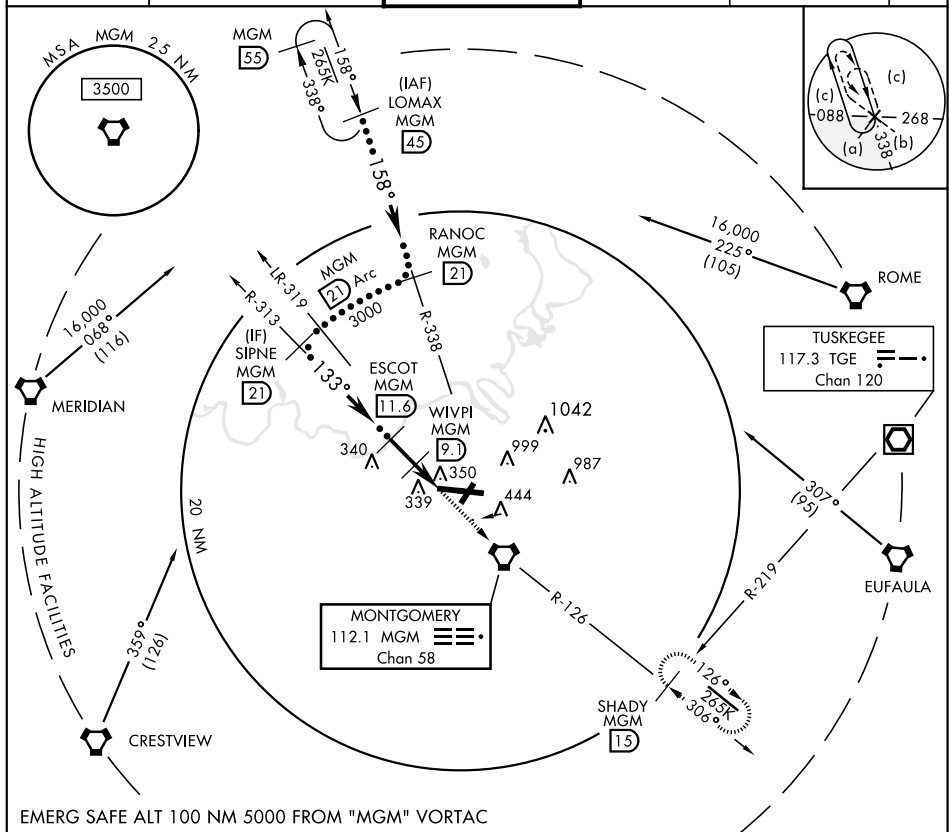 MSA MGM 25 NM
3500
MGM
55
158°
265K
338°
(IAF)
LOMAX
MGM
45
158°
(c)
(c)
088
268
(a)
338
(b)
RANOC
MGM
21
MGM
21 Arc
3000
LR-319
R-313
R-338
(IF)
SIPNE
MGM
21
133°
ESCOT
MGM
11.6
WIVPI
MGM
9.1
16,000
225°
(105)
ROME
16,000
068°
(116)
MERIDIAN
TUSKEGEE
117.3 TGE
Chan 120
340
339
350
444
1042
999
987
307°
(95)
EUFAULA
R-219
20 NM
HIGH ALTITUDE FACILITIES
359°
(126)
CRESTVIEW
MONTGOMERY
112.1 MGM
Chan 58
R-126
126°
265K
306°
SHADY
MGM
15
EMERG SAFE ALT 100 NM 5000 FROM "MGM" VORTAC